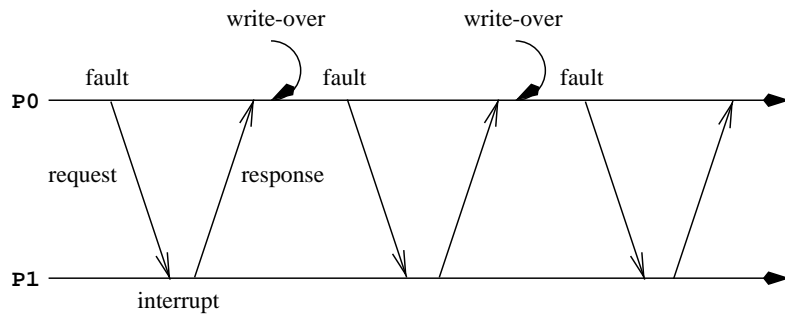 write-over write-over
fault fault fault
P0
request response
P1
interrupt